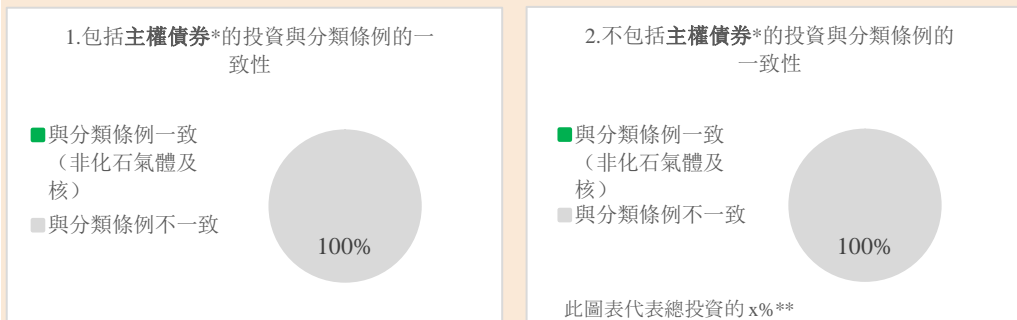 1.包括主權債券*的投資與分類條例的一
致性
■與分類條例一致
（非化石氣體及
核）
■與分類條例不一致
100%
2.不包括主權債券*的投資與分類條例的
一致性
■與分類條例一致
（非化石氣體及
核）
■與分類條例不一致
100%
此圖表代表總投資的 x%**